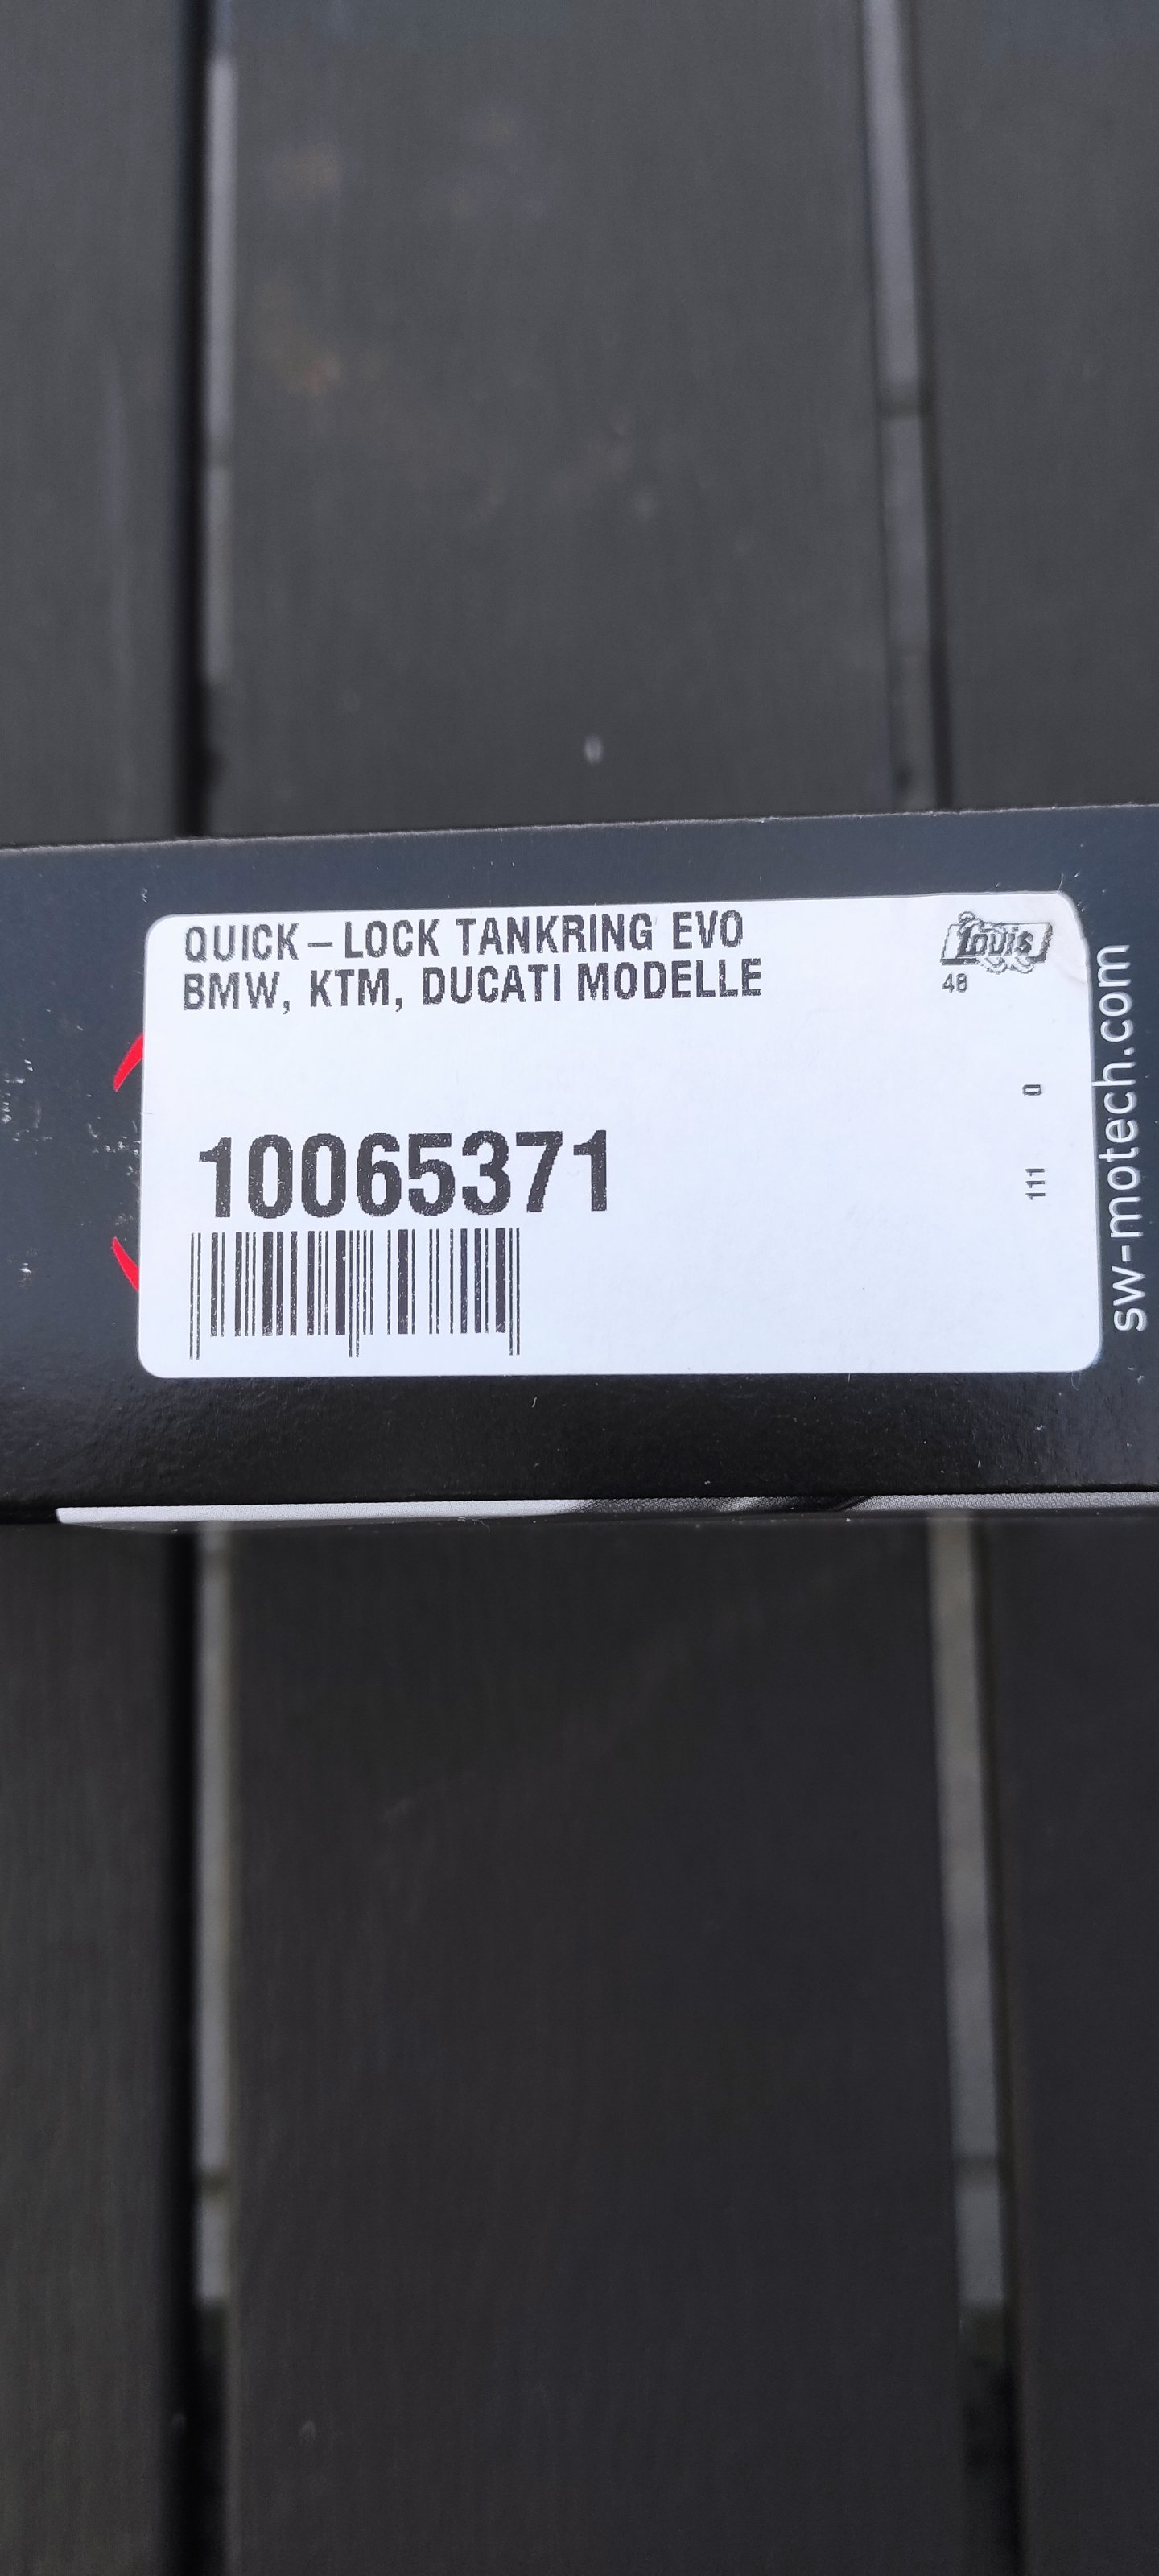 QUICK – LOCK TANKRING EVO
BMW, KTM, DUCATI MODELLE
Louis
48
10065371
0
111
sw-motech.com